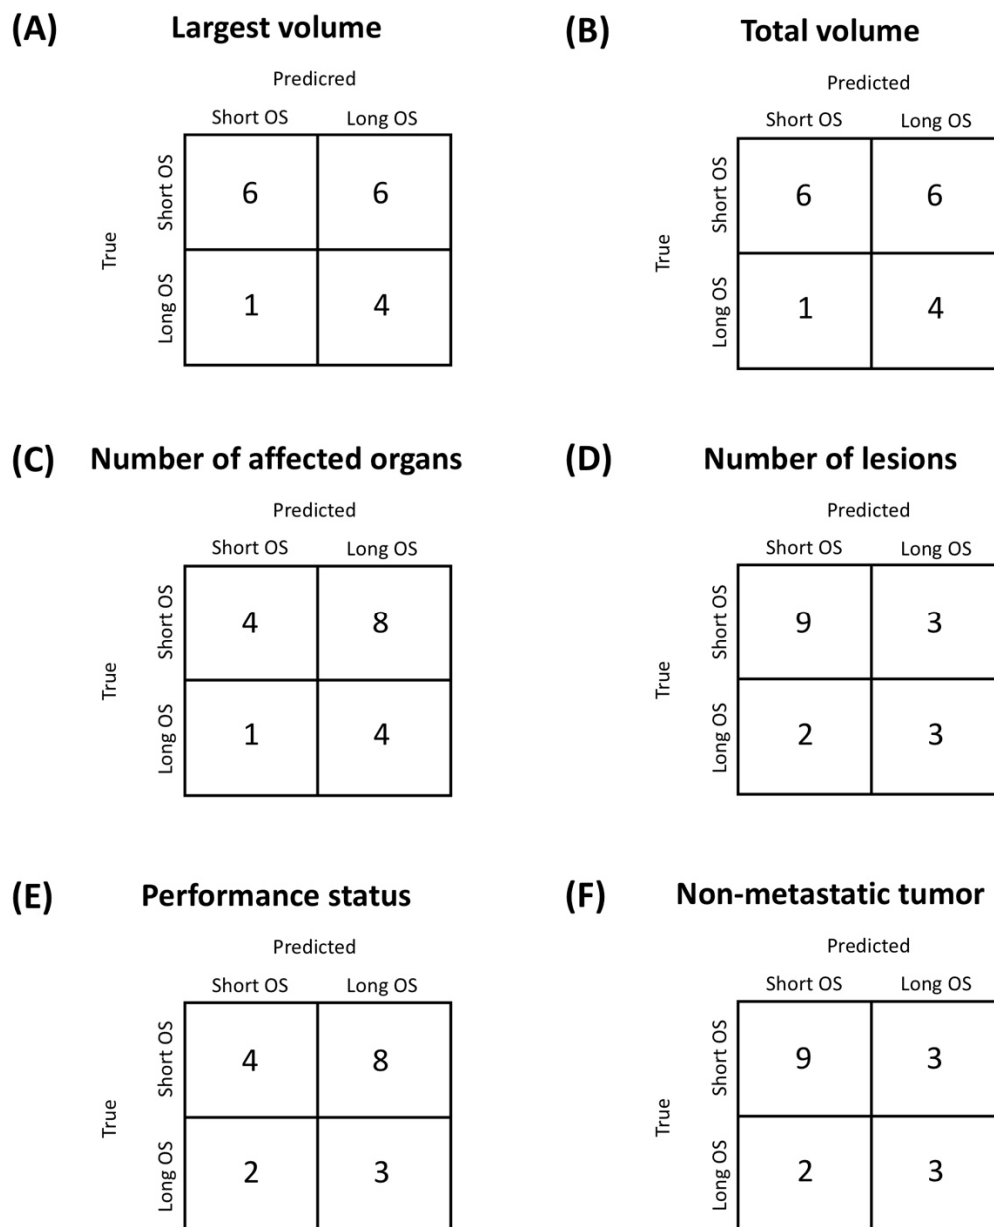 (A) Largest volume
Predicred
Short OS Long OS
True
Short OS
6 6
Long OS
1 4
(B) Total volume
Predicted
Short OS Long OS
True
Short OS
6 6
Long OS
1 4
(C) Number of affected organs
Predicted
Short OS Long OS
True
Short OS
4 8
Long OS
1 4
(D) Number of lesions
Predicted
Short OS Long OS
True
Short OS
9 3
Long OS
2 3
(E) Performance status
Predicted
Short OS Long OS
True
Short OS
4 8
Long OS
2 3
(F) Non-metastatic tumor
Predicted
Short OS Long OS
True
Short OS
9 3
Long OS
2 3